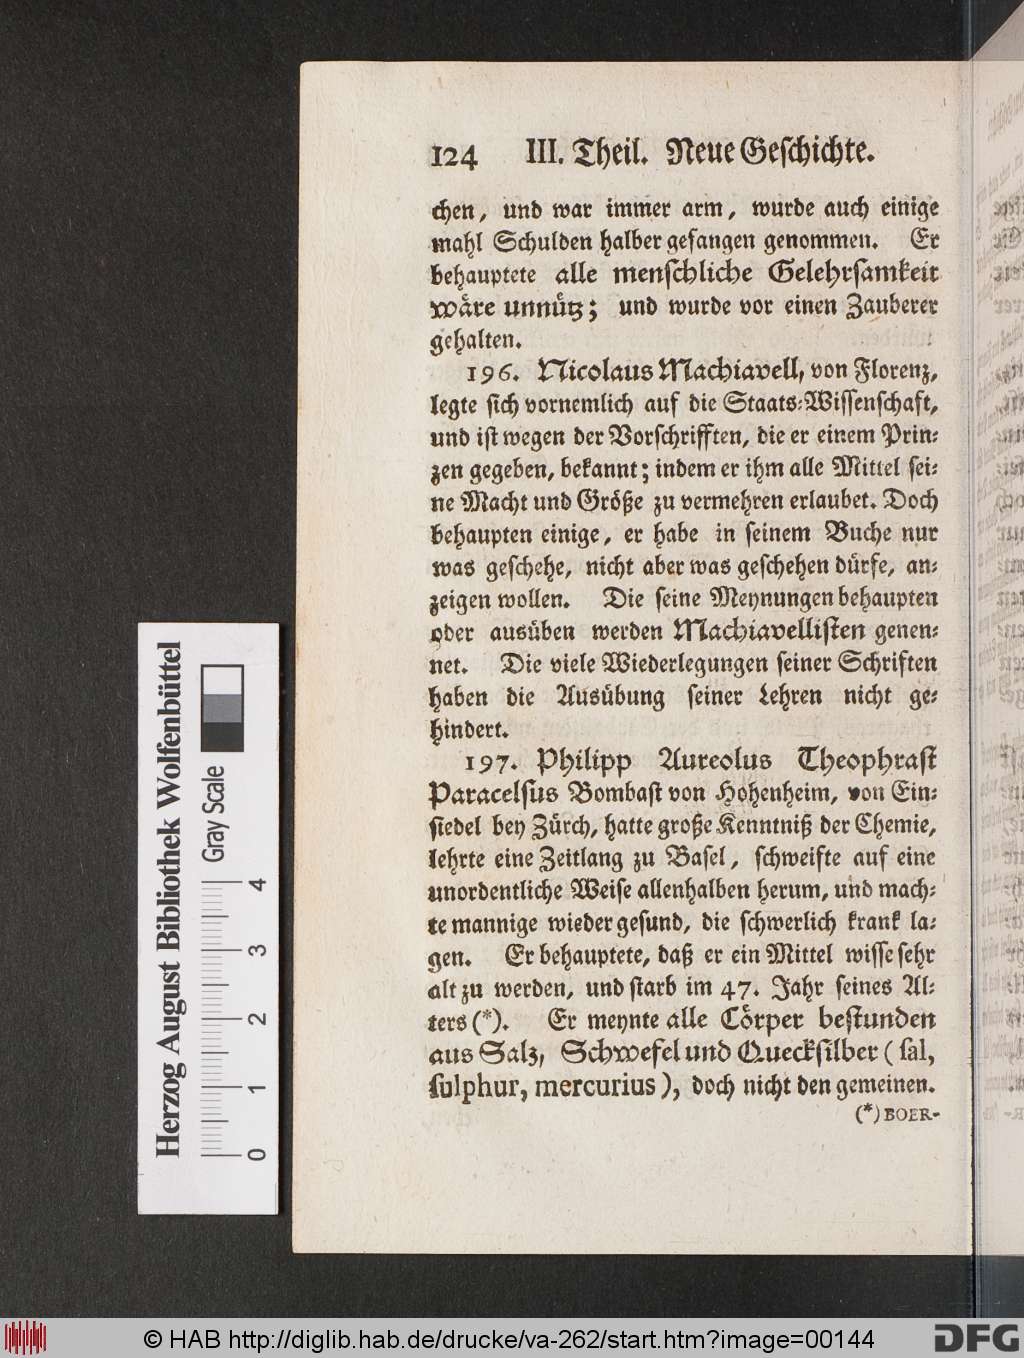 124 III. Theil. Neue Geschichte.
chen, und war immer arm, wurde auch einige
mahl Schulden halber gefangen genommen. Er
behauptete alle menschliche Gelehrsamkeit
wäre unnütz; und wurde vor einen Zauberer
gehalten.
196. Nicolaus Machiavell, von Florenz,
legte sich vornemlich auf die Staats-Wissenschaft,
und ist wegen der Vorschrifften, die er einem Prin-
zen gegeben, bekannt; indem er ihm alle Mittel sei-
ne Macht und Größe zu vermehren erlaubet. Doch
behaupten einige, er habe in seinem Buche nur
was geschehe, nicht aber was geschehen dürfe, an-
zeigen wollen. Die seine Meynungen behaupten
oder ausüben werden Machiavellisten genen-
net. Die viele Wiederlegungen seiner Schriften
haben die Ausübung seiner Lehren nicht ge-
hindert.
197. Philipp Aureolus Theophrast
Paracelsus Bombast von Hohenheim, von Ein-
siedel bey Zürch, hatte große Kenntniß der Chemie,
lehrte eine Zeitlang zu Basel, schweifte auf eine
unordentliche Weise allenhalben herum, und mach-
te mannige wieder gesund, die schwerlich krank la-
gen. Er behauptete, daß er ein Mittel wisse sehr
alt zu werden, und starb im 47. Jahr seines Al-
ters (*). Er meynte alle Cörper bestunden
aus Salz, Schwefel und Quecksilber (sal,
sulphur, mercurius), doch nicht den gemeinen.
(*) BOER-
Herzog August Bibliothek Wolfenbüttel
Gray Scale
0 1 2 3 4
© HAB http://diglib.hab.de/drucke/va-262/start.htm?image=00144
DFG